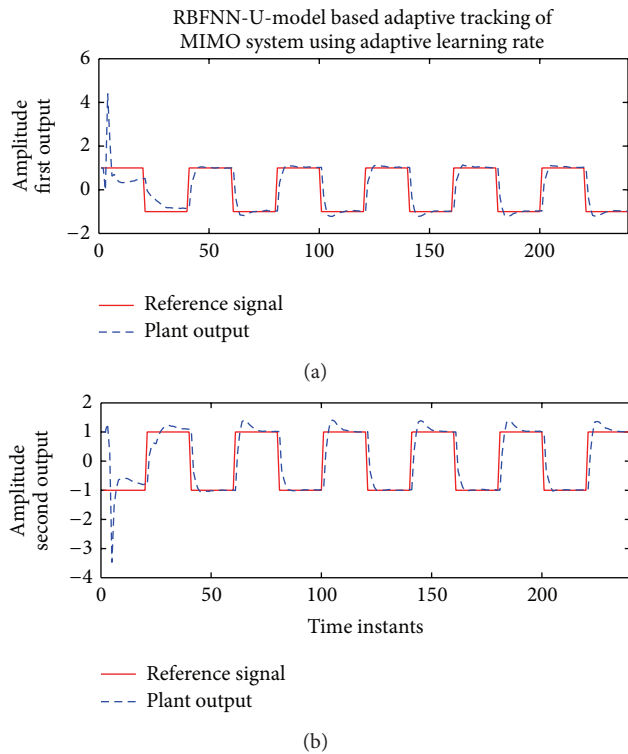 RBFNN-U-model based adaptive tracking of
MIMO system using adaptive learning rate
6
4
2
0
−2
Amplitude
first output
0
50
100
150
200
Reference signal
Plant output
(a)
2
1
0
−1
−2
−3
−4
Amplitude
second output
0
50
100
150
200
Time instants
Reference signal
Plant output
(b)